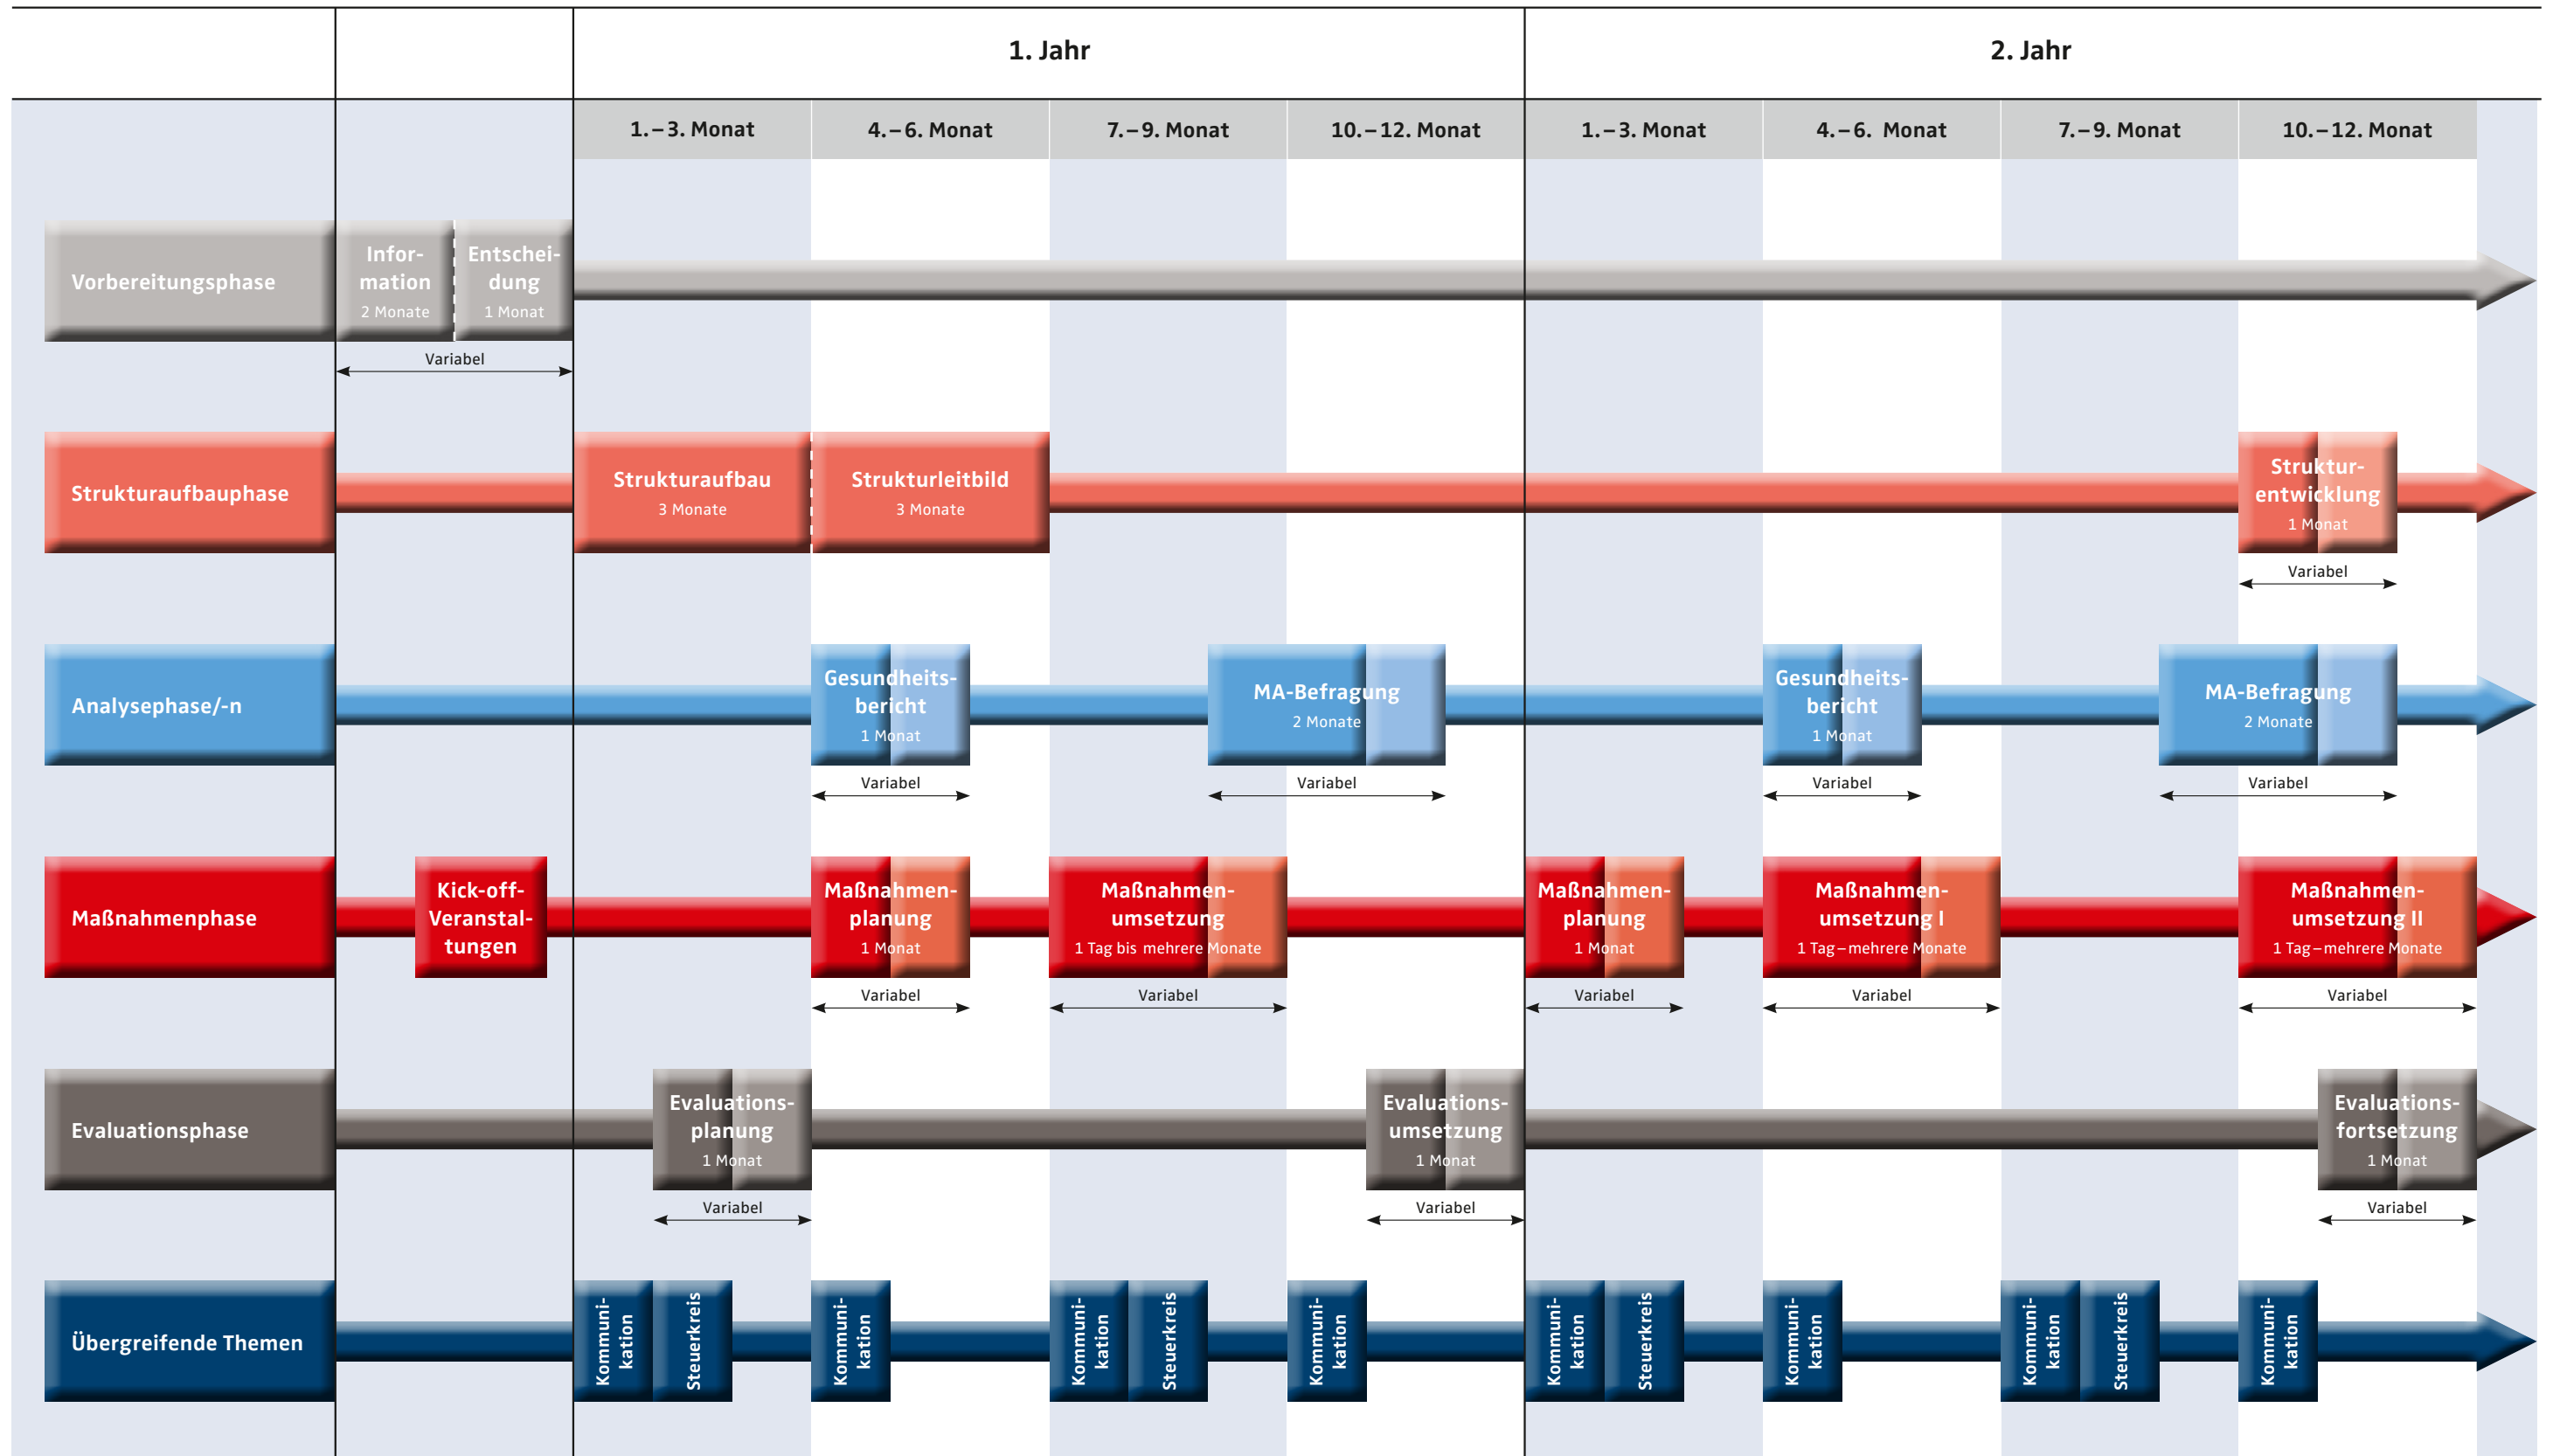 1. Jahr
2. Jahr
1.–3. Monat
4.–6. Monat
7.–9. Monat
10.–12. Monat
1.–3. Monat
4.–6. Monat
7.–9. Monat
10.–12. Monat
Vorbereitungsphase
Infor-
mation
2 Monate
Entschei-
dung
1 Monat
Variabel
Strukturaufbauphase
Strukturaufbau
3 Monate
Strukturleitbild
3 Monate
Struktur-
entwicklung
1 Monat
Variabel
Analysephase/-n
Gesundheits-
bericht
1 Monat
Variabel
MA-Befragung
2 Monate
Variabel
Gesundheits-
bericht
1 Monat
Variabel
MA-Befragung
2 Monate
Variabel
Maßnahmenphase
Kick-off-
Veranstal-
tungen
Maßnahmen-
planung
1 Monat
Variabel
Maßnahmen-
umsetzung
1 Tag bis mehrere Monate
Variabel
Maßnahmen-
planung
1 Monat
Variabel
Maßnahmen-
umsetzung I
1 Tag–mehrere Monate
Variabel
Maßnahmen-
umsetzung II
1 Tag–mehrere Monate
Variabel
Evaluationsphase
Evaluations-
planung
1 Monat
Variabel
Evaluations-
umsetzung
1 Monat
Variabel
Evaluations-
fortsetzung
1 Monat
Variabel
Übergreifende Themen
Kommuni-
kation
Steuerkreis
Kommuni-
kation
Kommuni-
kation
Steuerkreis
Kommuni-
kation
Kommuni-
kation
Steuerkreis
Kommuni-
kation
Kommuni-
kation
Steuerkreis
Kommuni-
kation